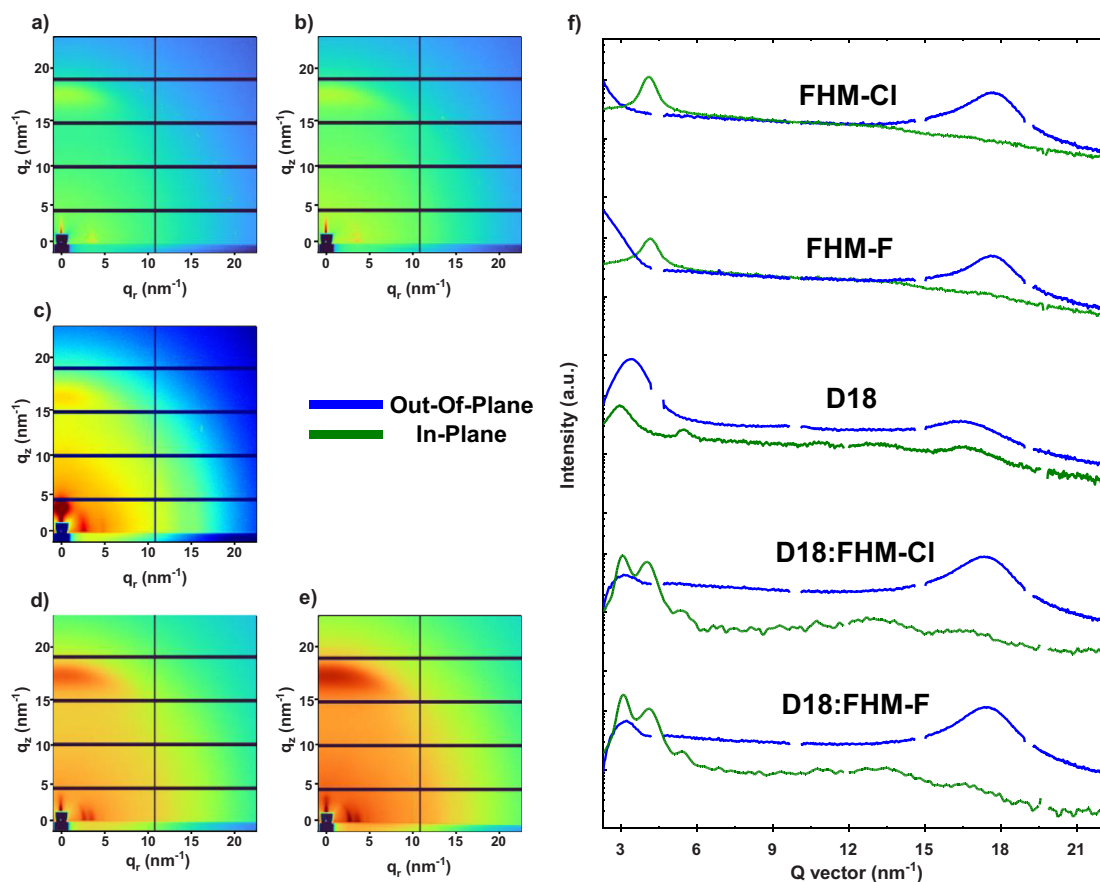 a)
20
15
10
5
0
q_z (nm⁻¹)
0 5 10 15 20
q_r (nm⁻¹)
b)
20
15
10
5
0
q_z (nm⁻¹)
0 5 10 15 20
q_r (nm⁻¹)
c)
20
15
10
5
0
q_z (nm⁻¹)
0 5 10 15 20
q_r (nm⁻¹)
Out-Of-Plane
In-Plane
d)
20
15
10
5
0
q_z (nm⁻¹)
0 5 10 15 20
q_r (nm⁻¹)
e)
20
15
10
5
0
q_z (nm⁻¹)
0 5 10 15 20
q_r (nm⁻¹)
f)
FHM-Cl
FHM-F
D18
D18:FHM-Cl
D18:FHM-F
Intensity (a.u.)
3 6 9 12 15 18 21
Q vector (nm⁻¹)